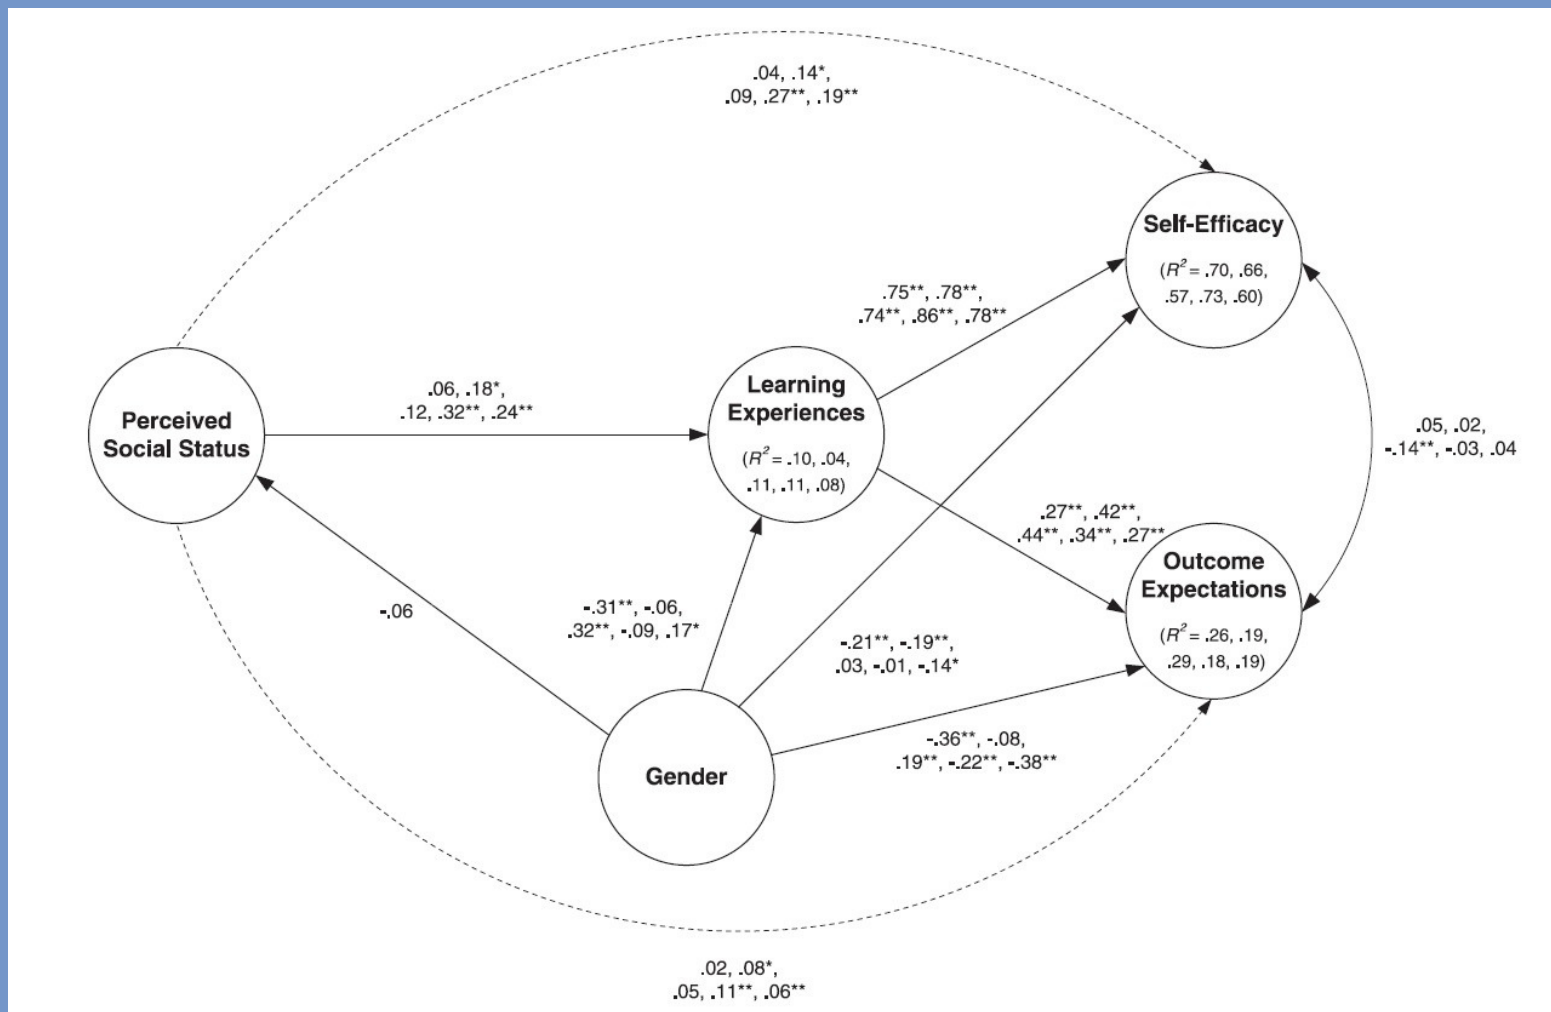 .04, .14*,
.09, .27**, .19**
Self-Efficacy
(R² = .70, .66,
.57, .73, .60)
.75**, .78**,
.74**, .86**, .78**
Learning
Experiences
(R² = .10, .04,
.11, .11, .08)
.06, .18*,
.12, .32**, .24**
Perceived
Social Status
.05, .02,
-.14**, -.03, .04
.27**, .42**,
.44**, .34**, .27**
Outcome
Expectations
(R² = .26, .19,
.29, .18, .19)
-.06
-.31**, -.06,
.32**, -.09, .17*
-.21**, -.19**,
.03, -.01, -.14*
-.36**, -.08,
.19**, -.22**, -.38**
Gender
.02, .08*,
.05, .11**, .06**